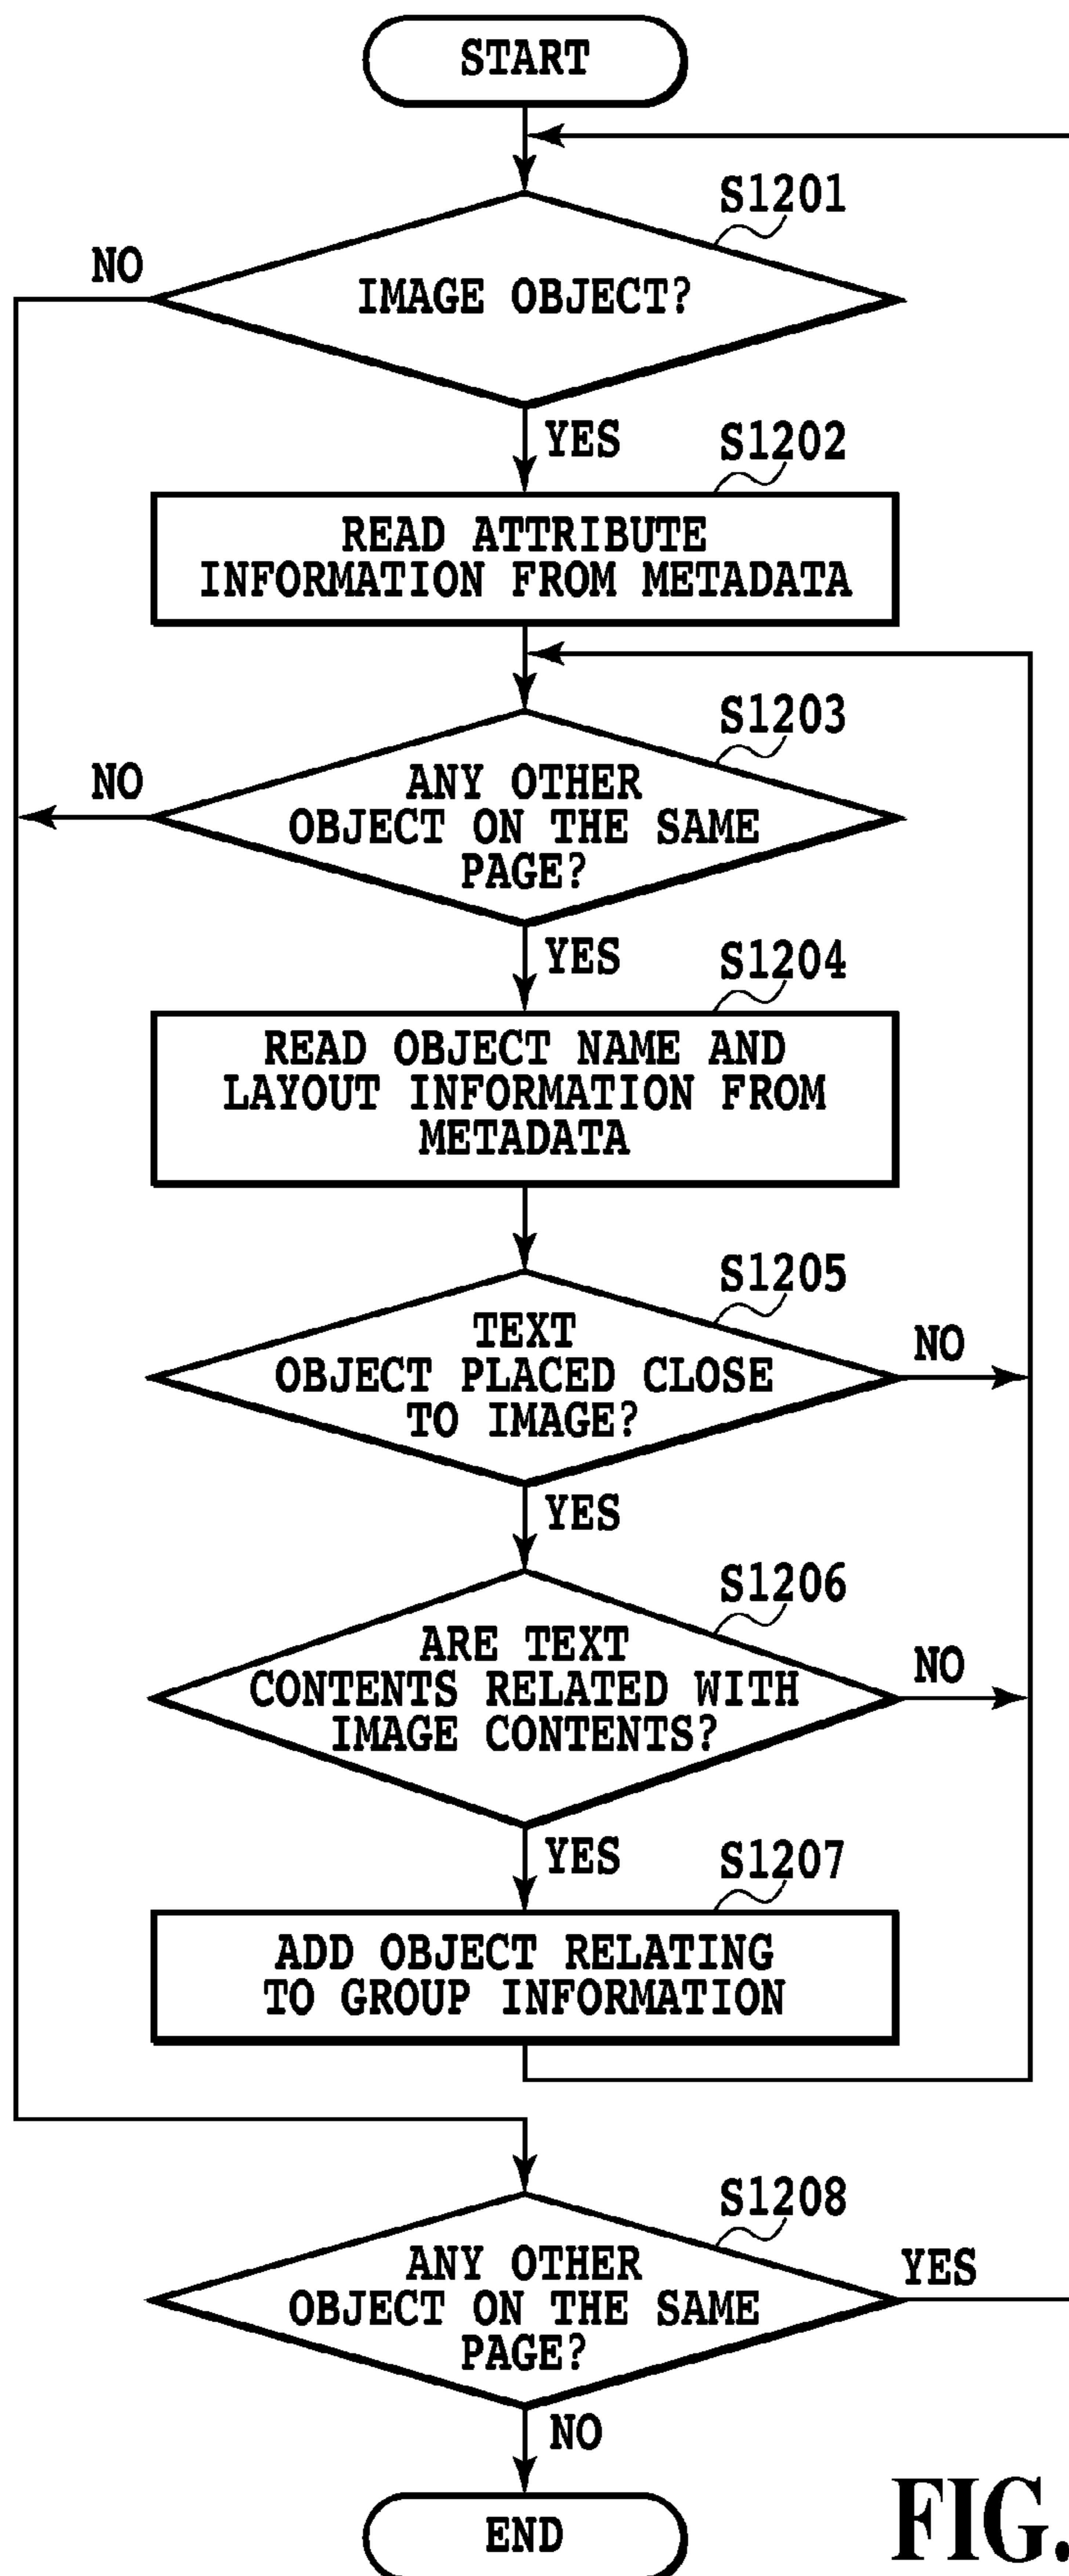 START
S1201
NO
IMAGE OBJECT?
YES
S1202
READ ATTRIBUTE
INFORMATION FROM METADATA
S1203
NO
ANY OTHER
OBJECT ON THE SAME
PAGE?
YES
S1204
READ OBJECT NAME AND
LAYOUT INFORMATION FROM
METADATA
S1205
TEXT
OBJECT PLACED CLOSE
TO IMAGE?
NO
YES
S1206
ARE TEXT
CONTENTS RELATED WITH
IMAGE CONTENTS?
NO
YES
S1207
ADD OBJECT RELATING
TO GROUP INFORMATION
S1208
ANY OTHER
OBJECT ON THE SAME
PAGE?
YES
NO
END
FIG.